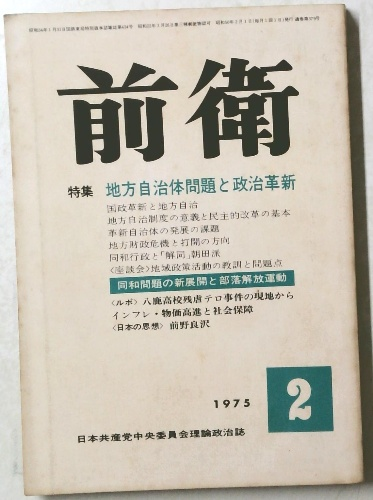 前衛
特集 地方自治体問題と政治革新
国政革新と地方自治
地方自治制度の意義と民主的改革の基本
革新自治体の発展の課題
地方財政危機と打開の方向
同和行政と「解同」朝田派
〈座談会〉地域政策活動の教訓と問題点
同和問題の新展開と部落解放運動
〈ルポ〉八鹿高校残虐テロ事件の現地から
インフレ・物価高進と社会保障
〈日本の思想〉前野良沢
1975 2
日本共産党中央委員会理論政治誌